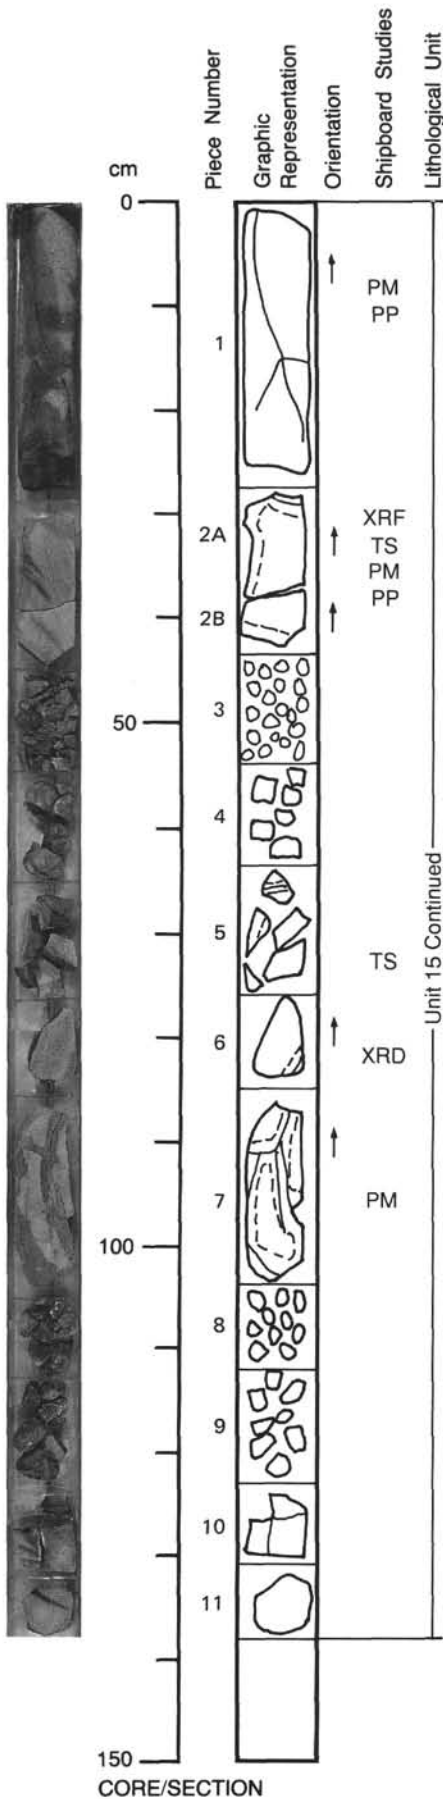 cm
Piece Number
Graphic
Representation
Orientation
Shipboard Studies
Lithological Unit
0
PM
PP
1
XRF
2A
TS
PM
PP
2B
3
50
4
Unit 15 Continued
5
TS
6
XRD
7
PM
100
8
9
10
11
150
CORE/SECTION